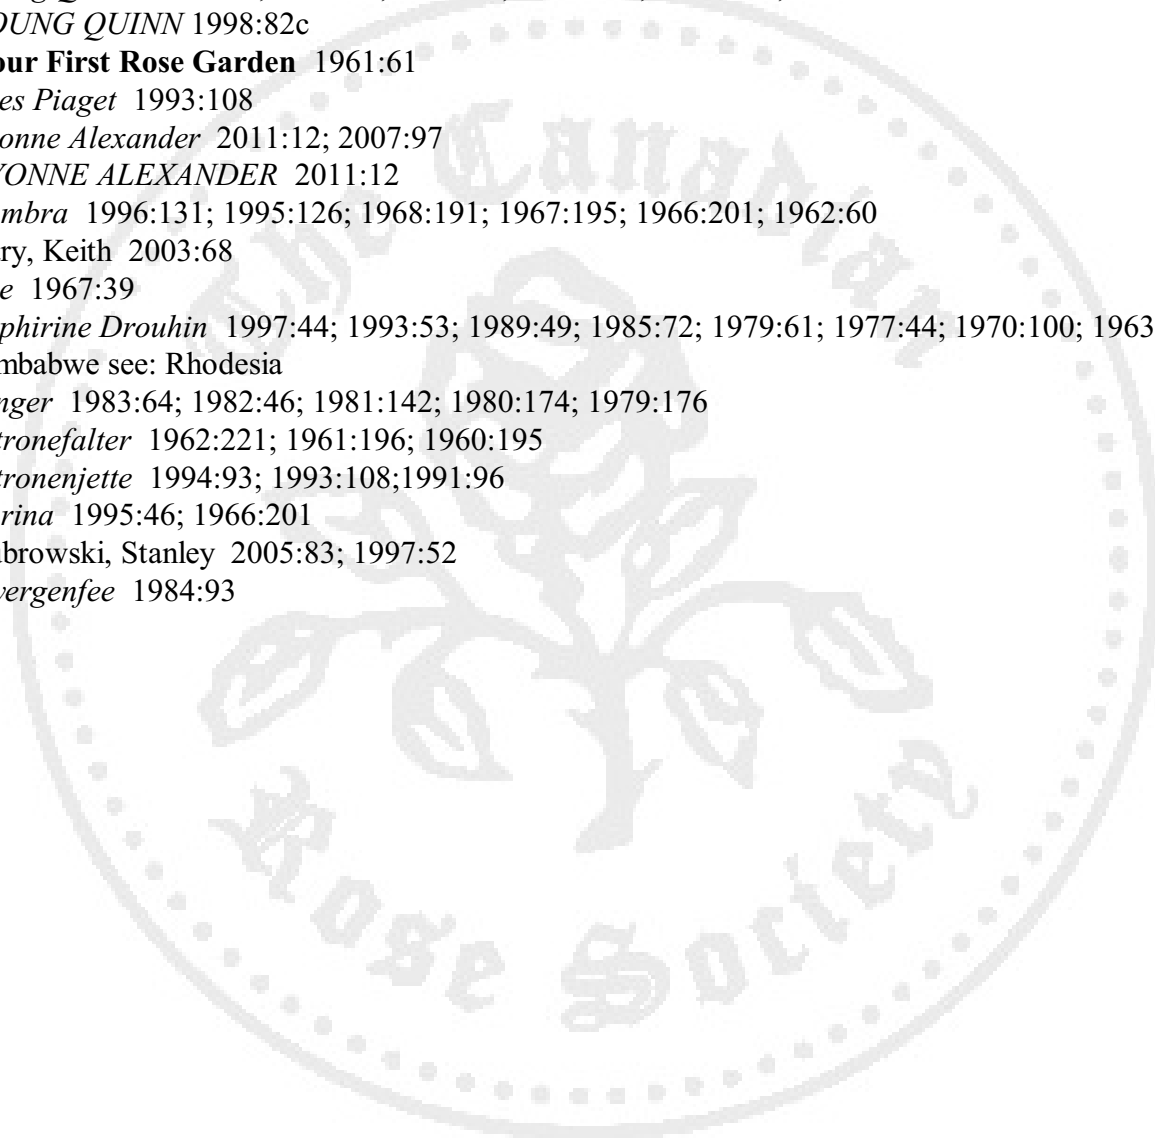 OUNG QUINN 1998:82c
our First Rose Garden 1961:61
es Piaget 1993:108
onne Alexander 2011:12; 2007:97
VONNE ALEXANDER 2011:12
mbra 1996:131; 1995:126; 1968:191; 1967:195; 1966:201; 1962:60
ry, Keith 2003:68
e 1967:39
phirine Drouhin 1997:44; 1993:53; 1989:49; 1985:72; 1979:61; 1977:44; 1970:100; 1963
mbabwe see: Rhodesia
nger 1983:64; 1982:46; 1981:142; 1980:174; 1979:176
tronefalter 1962:221; 1961:196; 1960:195
tronenjette 1994:93; 1993:108;1991:96
rina 1995:46; 1966:201
ubrowski, Stanley 2005:83; 1997:52
vergenfee 1984:93
The Canadian
Rose Society